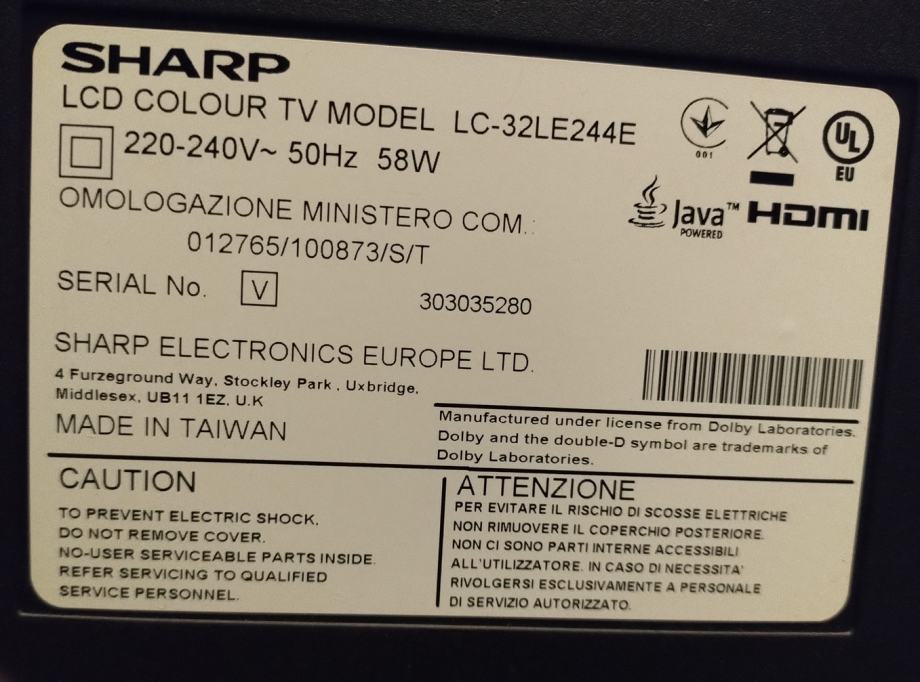 SHARP
LCD COLOUR TV MODEL LC-32LE244E
220-240V~ 50Hz 58W
001
UL
EU
OMOLOGAZIONE MINISTERO COM.:
012765/100873/S/T
Java™ POWERED
HDMI
SERIAL No. V 303035280
SHARP ELECTRONICS EUROPE LTD.
4 Furzeground Way, Stockley Park , Uxbridge,
Middlesex, UB11 1EZ, U.K
MADE IN TAIWAN
Manufactured under license from Dolby Laboratories.
Dolby and the double-D symbol are trademarks of
Dolby Laboratories.
CAUTION
TO PREVENT ELECTRIC SHOCK,
DO NOT REMOVE COVER.
NO-USER SERVICEABLE PARTS INSIDE.
REFER SERVICING TO QUALIFIED
SERVICE PERSONNEL.
ATTENZIONE
PER EVITARE IL RISCHIO DI SCOSSE ELETTRICHE
NON RIMUOVERE IL COPERCHIO POSTERIORE.
NON CI SONO PARTI INTERNE ACCESSIBILI
ALL'UTILIZZATORE. IN CASO DI NECESSITA'
RIVOLGERSI ESCLUSIVAMENTE A PERSONALE
DI SERVIZIO AUTORIZZATO.